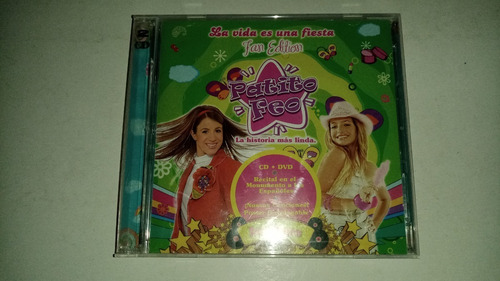 La vida es una fiesta
Fan Edition
Patito
Feo
La historia más linda.
CD + DVD
Recital en el
Monumento a los
Españoles